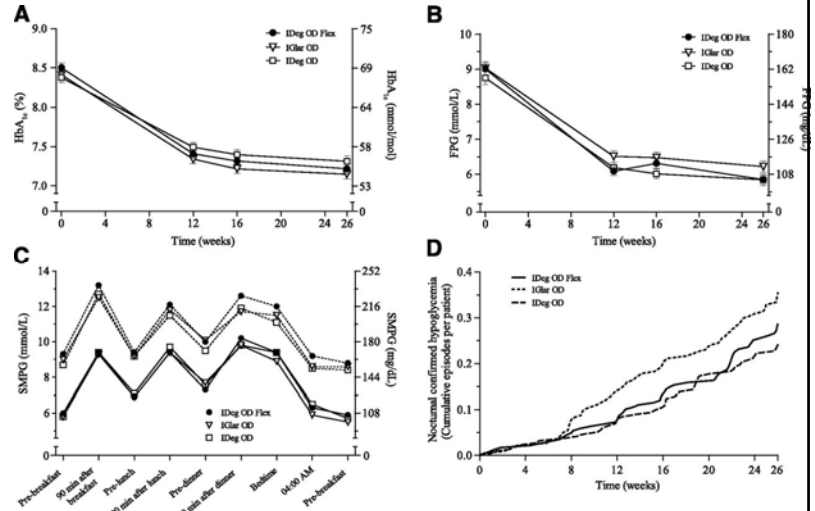 A
9.0
8.5
8.0
7.5
7.0
0
HbA1c (%)
75
69
64
58
53
0
HbA1c (mmol/mol)
IDeg OD Flex
IGlar OD
IDeg OD
0 4 8 12 16 20 24 26
Time (weeks)
B
10
9
8
7
6
0
FPG (mmol/L)
180
162
144
126
108
0
FPG (mg/dL)
IDeg OD Flex
IGlar OD
IDeg OD
0 4 8 12 16 20 24 26
Time (weeks)
C
14
12
10
8
6
0
SMPG (mmol/L)
252
216
180
144
108
0
SMPG (mg/dL)
IDeg OD Flex
IGlar OD
IDeg OD
Pre-breakfast
90 min after
breakfast
Pre-lunch
0 min after lunch
Pre-dinner
min after dinner
Bedtime
04:00 AM
Pre-breakfast
D
0.4
0.3
0.2
0.1
0.0
Nocturnal confirmed hypoglycemia
(Cumulative episodes per patient)
IDeg OD Flex
IGlar OD
IDeg OD
0 4 8 12 16 20 24 26
Time (weeks)